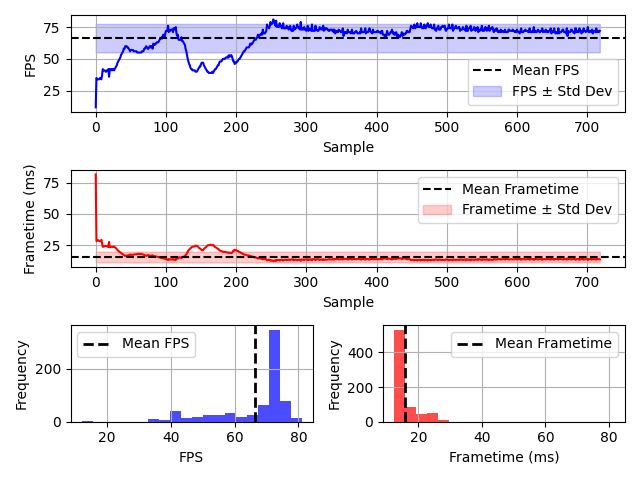 75
50
25
FPS
Mean FPS
FPS ± Std Dev
0 100 200 300 400 500 600 700
Sample
75
50
25
Frametime (ms)
Mean Frametime
Frametime ± Std Dev
0 100 200 300 400 500 600 700
Sample
200
0
Frequency
Mean FPS
20 40 60 80
FPS
400
200
0
Frequency
Mean Frametime
20 40 60 80
Frametime (ms)